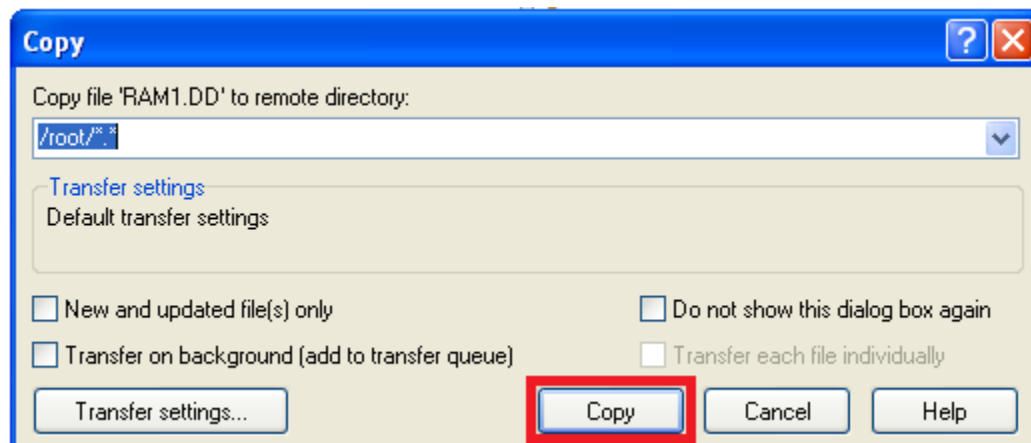 Copy
Copy file 'RAM1.DD' to remote directory:
/root/*.*
Transfer settings
Default transfer settings
New and updated file(s) only
Do not show this dialog box again
Transfer on background (add to transfer queue)
Transfer each file individually
Transfer settings...
Copy
Cancel
Help